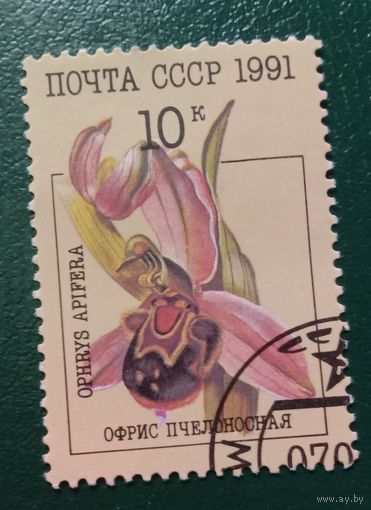 ПОЧТА СССР 1991
10 К
OPHRYS APIFERA
ОФРИС ПЧЕЛОНОСНАЯ
W
070
www.ay.by